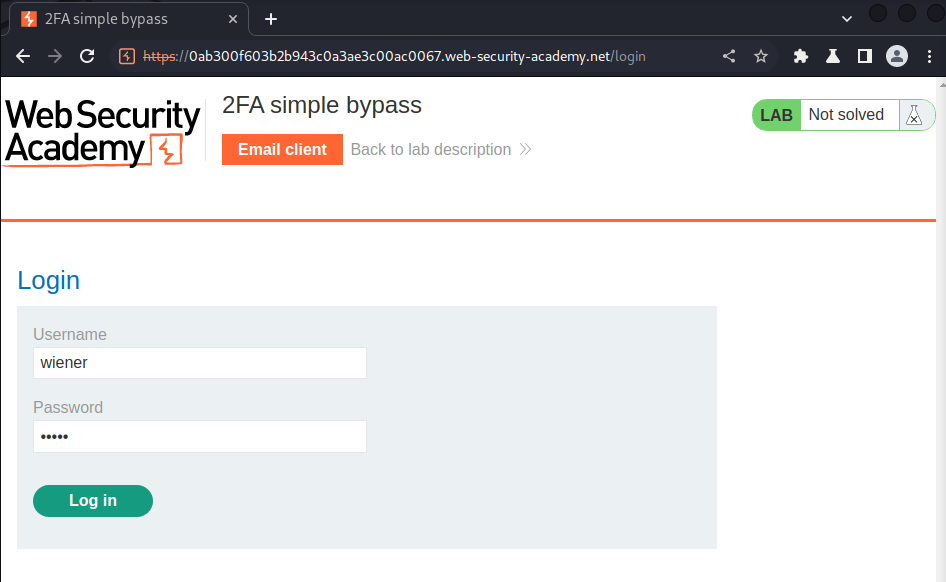 2FA simple bypass
https://0ab300f603b2b943c0a3ae3c00ac0067.web-security-academy.net/login
Web Security
Academy
2FA simple bypass
Email client
Back to lab description
LAB
Not solved
Login
Username
wiener
Password
•••••
Log in